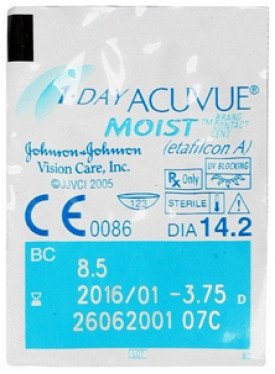 1-DAY ACUVUE®
MOIST™ BRAND CONTACT LENS
Johnson & Johnson (etafilcon A)
Vision Care, Inc. UV BLOCKING
©JJVCI 2005 Rx Only
123 STERILE
CE 0086 DIA 14.2
BC
8.5
2016/01 -3.75 D
26062001 07C